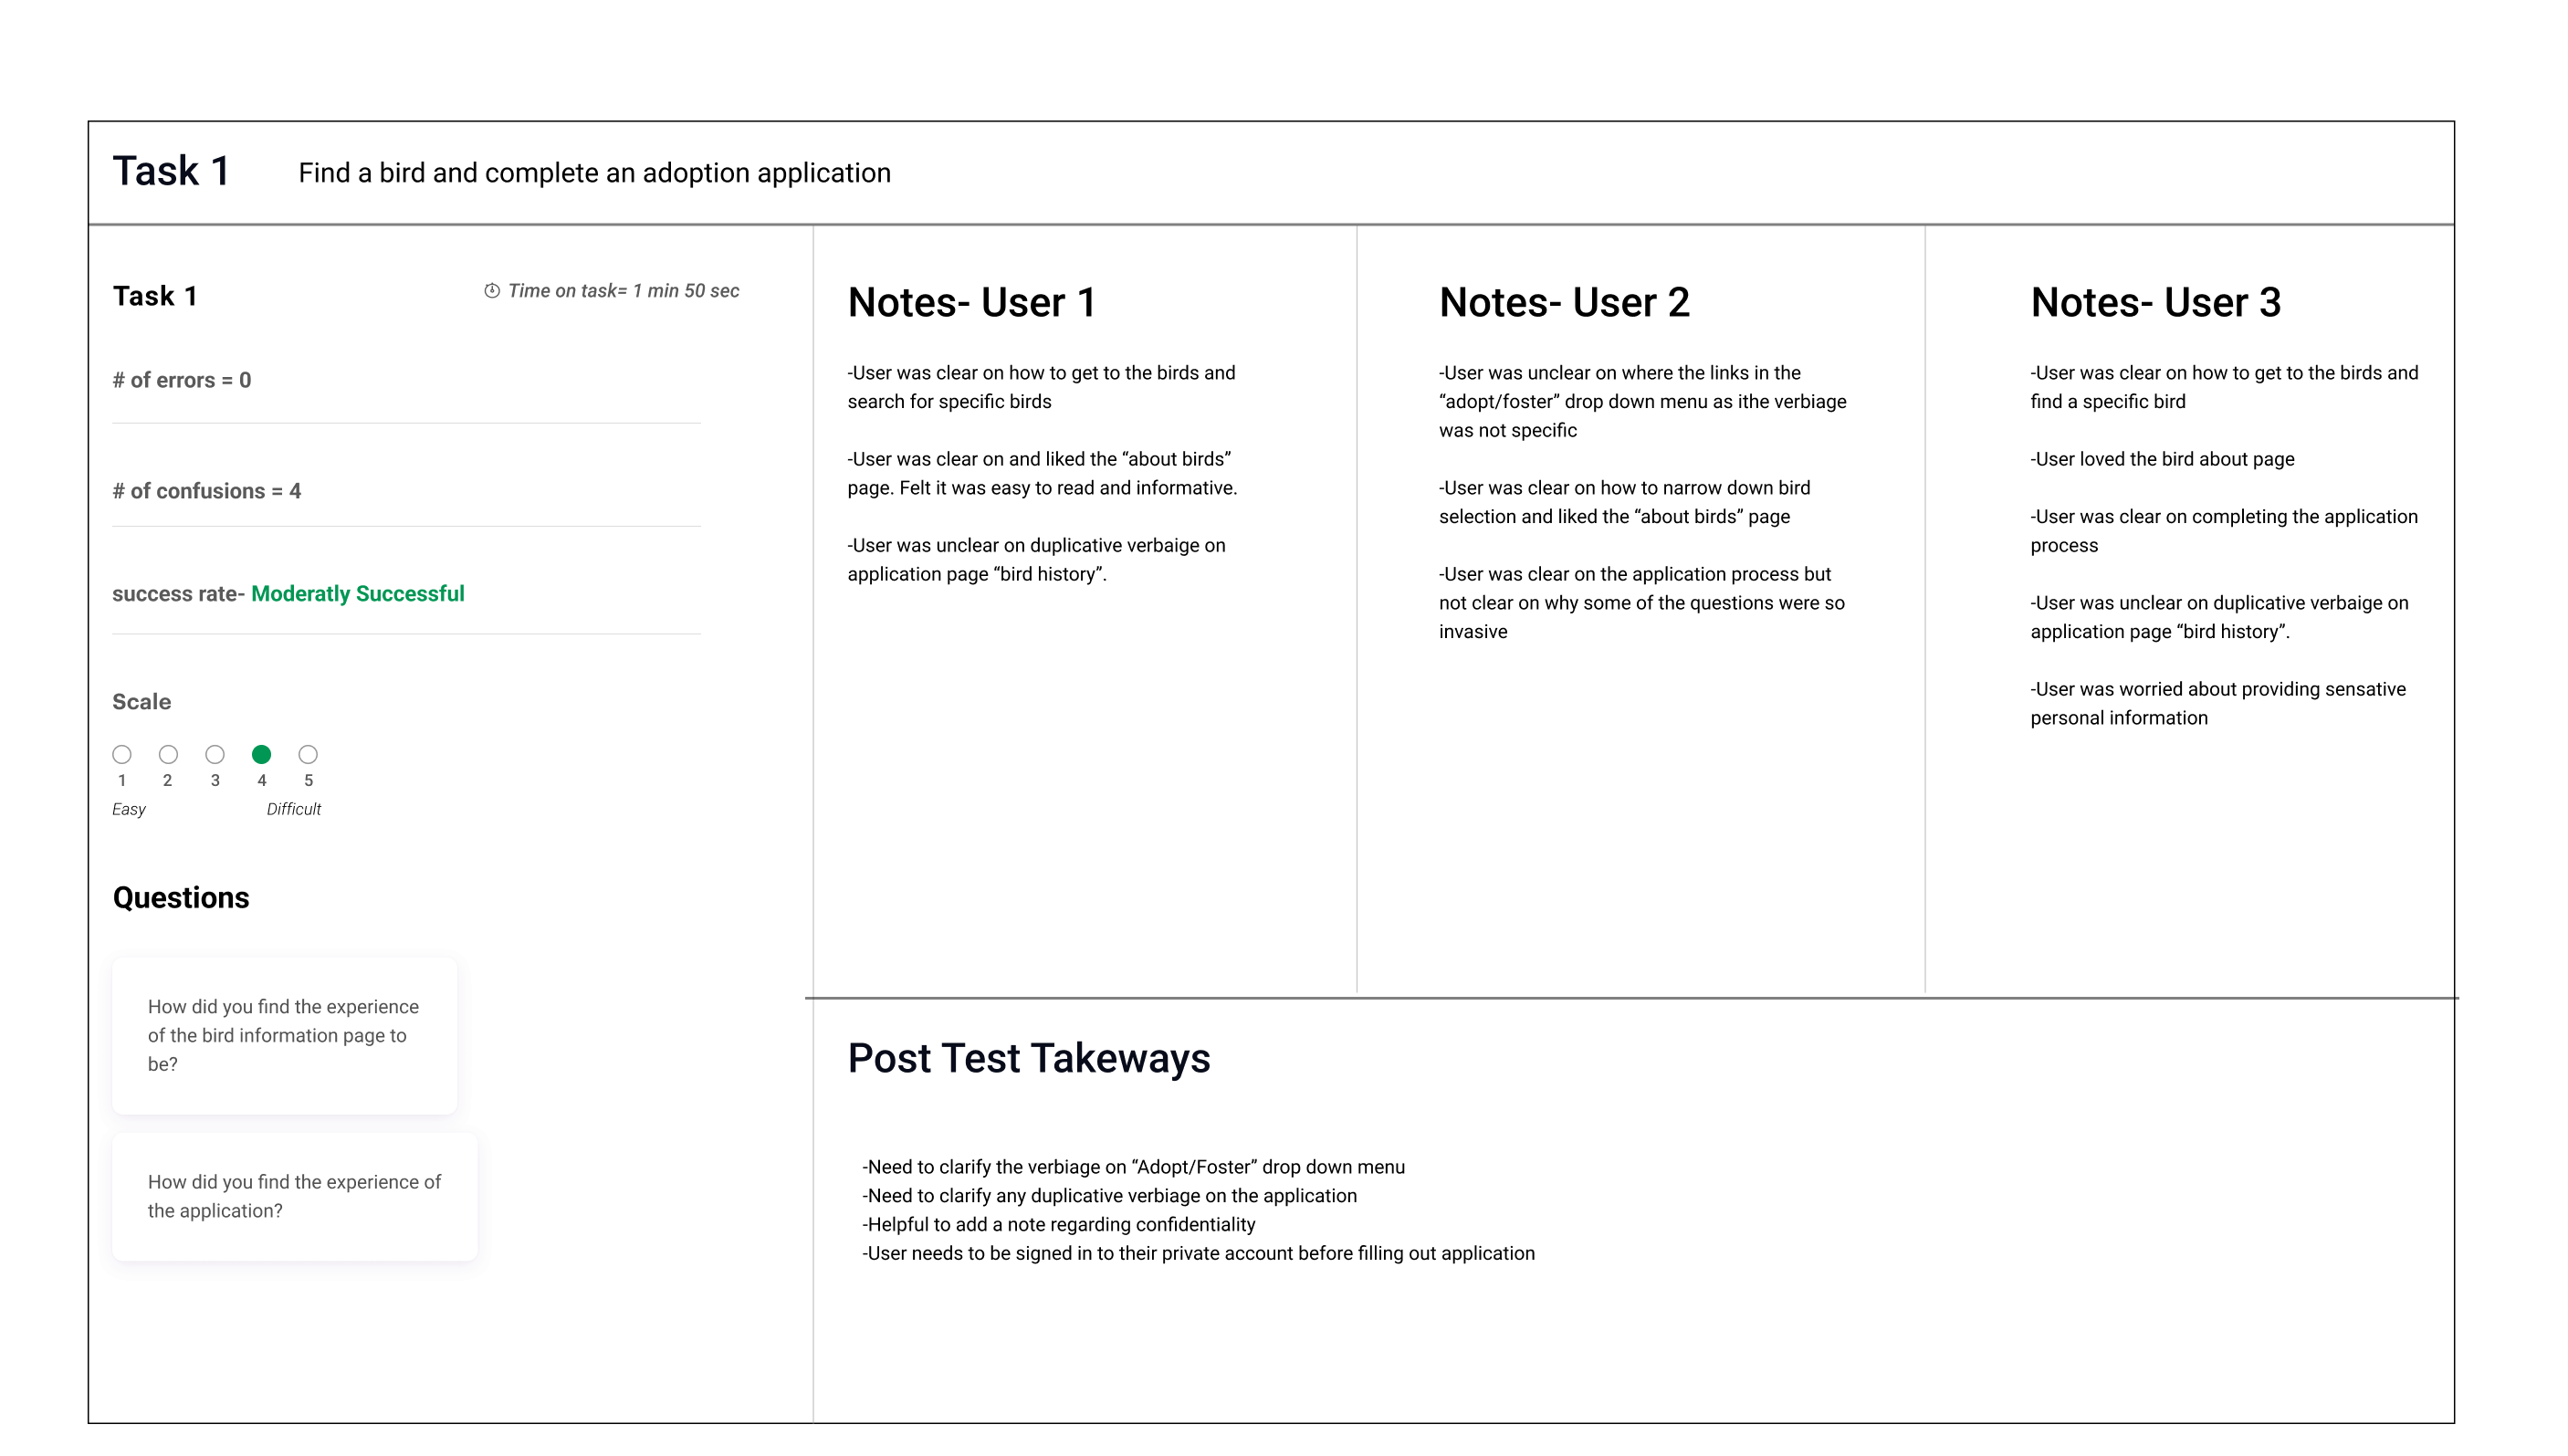 Task 1
Find a bird and complete an adoption application
Task 1
Time on task= 1 min 50 sec
# of errors = 0
# of confusions = 4
success rate- Moderatly Successful
Scale
1 2 3 4 5
Easy Difficult
Questions
How did you find the experience
of the bird information page to
be?
How did you find the experience of
the application?
Notes- User 1
-User was clear on how to get to the birds and
search for specific birds
-User was clear on and liked the “about birds”
page. Felt it was easy to read and informative.
-User was unclear on duplicative verbaige on
application page “bird history”.
Notes- User 2
-User was unclear on where the links in the
“adopt/foster” drop down menu as ithe verbiage
was not specific
-User was clear on how to narrow down bird
selection and liked the “about birds” page
-User was clear on the application process but
not clear on why some of the questions were so
invasive
Notes- User 3
-User was clear on how to get to the birds and
find a specific bird
-User loved the bird about page
-User was clear on completing the application
process
-User was unclear on duplicative verbaige on
application page “bird history”.
-User was worried about providing sensative
personal information
Post Test Takeways
-Need to clarify the verbiage on “Adopt/Foster” drop down menu
-Need to clarify any duplicative verbiage on the application
-Helpful to add a note regarding confidentiality
-User needs to be signed in to their private account before filling out application